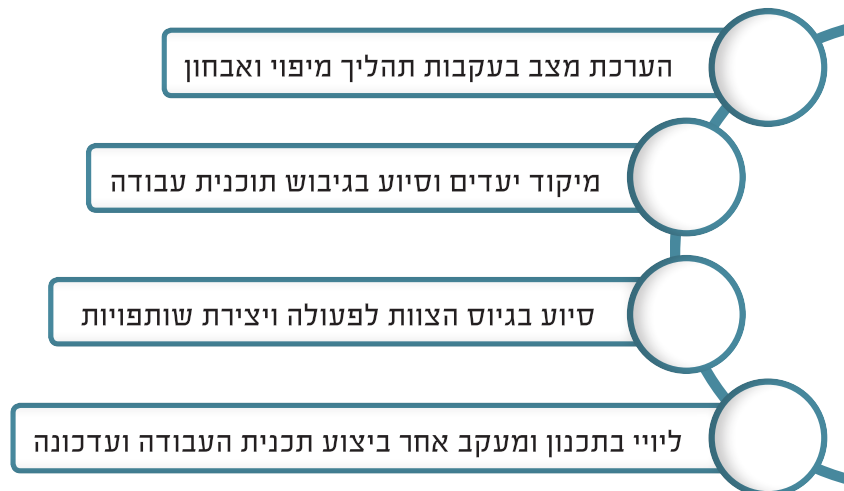 הערכת מצב בעקבות תהליך מיפוי ואבחון
מיקוד יעדים וסיוע בגיבוש תוכנית עבודה
סיוע בגיוס הצוות לפעולה ויצירת שותפויות
ליויי בתכנון ומעקב אחר ביצוע תכנית העבודה ועדכונה